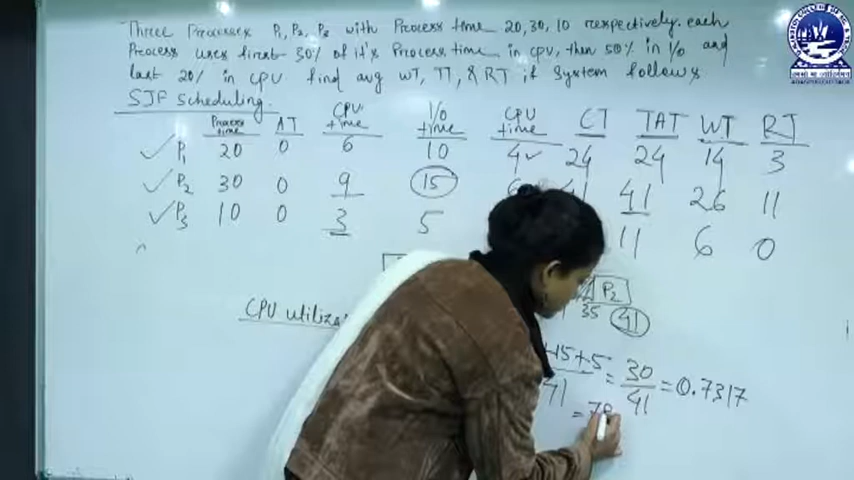 Three Processes P1, P2, P3 with Process time 20, 30, 10 respectively. each
Process uses first 30% of it's Process time in CPU, then 50% in I/O and
last 20% in CPU find avg WT, TT, & RT if system follows
SJF Scheduling.
Process time AT CPU time I/O time CPU time CT TAT WT RT
P1 20 0 6 10 4 24 24 14 3
P2 30 0 9 15 6 41 41 26 11
P3 10 0 3 5 11 6 0
P2
35 41
CPU utiliz
+15+5 = 30/41 = 0.7317
41
=